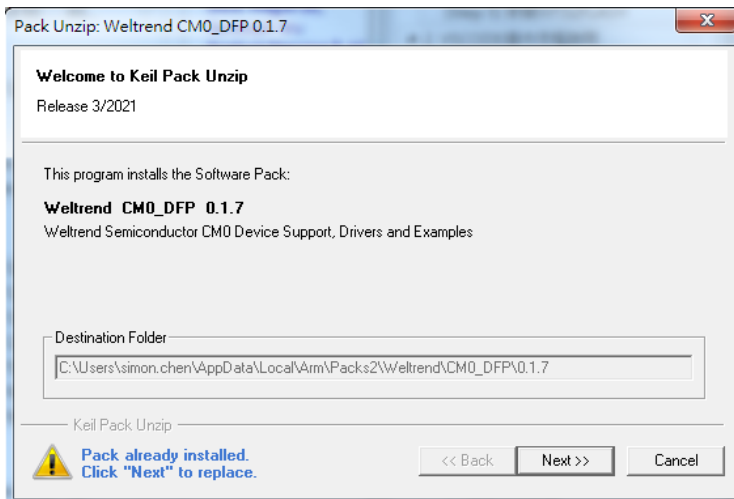 Pack Unzip: Weltrend CM0_DFP 0.1.7
Welcome to Keil Pack Unzip
Release 3/2021
This program installs the Software Pack:
Weltrend CM0_DFP 0.1.7
Weltrend Semiconductor CM0 Device Support, Drivers and Examples
Destination Folder
C:\Users\simon.chen\AppData\Local\Arm\Packs2\Weltrend\CM0_DFP\0.1.7
Keil Pack Unzip
Pack already installed.
Click "Next" to replace.
<< Back
Next >>
Cancel